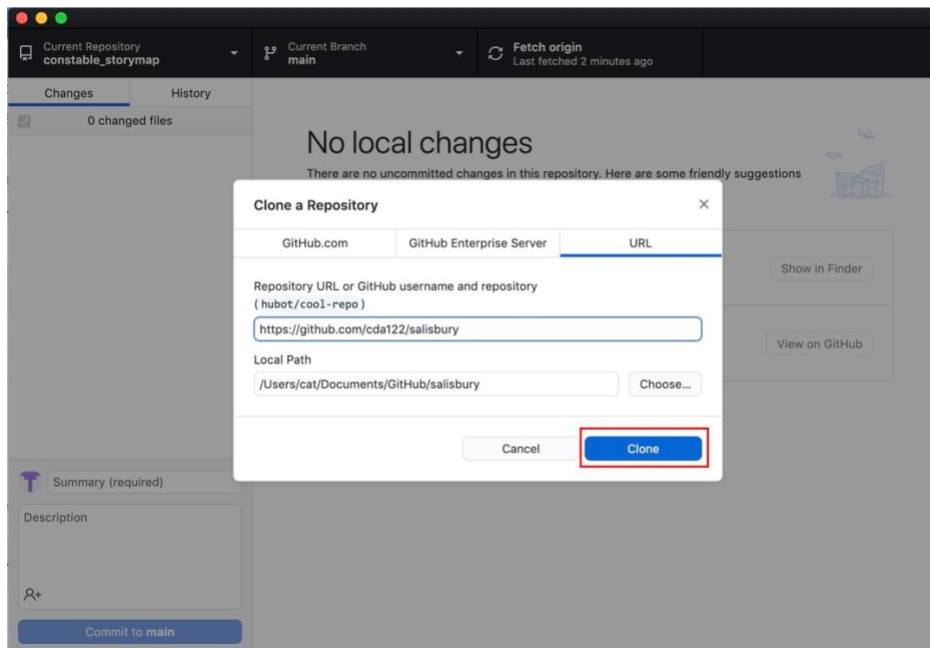 Current Repository
constable_storymap
Current Branch
main
Fetch origin
Last fetched 2 minutes ago
Changes
History
0 changed files
No local changes
There are no uncommitted changes in this repository. Here are some friendly suggestions
Clone a Repository
GitHub.com
GitHub Enterprise Server
URL
Repository URL or GitHub username and repository
(hubot/cool-repo)
https://github.com/cda122/salisbury
Local Path
/Users/cat/Documents/GitHub/salisbury
Choose...
Cancel
Clone
Show in Finder
View on GitHub
Summary (required)
Description
Commit to main